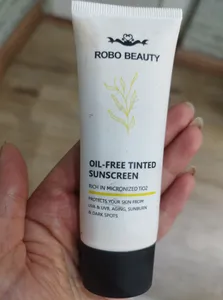 ROBO BEAUTY
OIL-FREE TINTED
SUNSCREEN
RICH IN MICRONIZED TIO2
PROTECTS YOUR SKIN FROM
UVA & UVB, AGING, SUNBURN
& DARK SPOTS